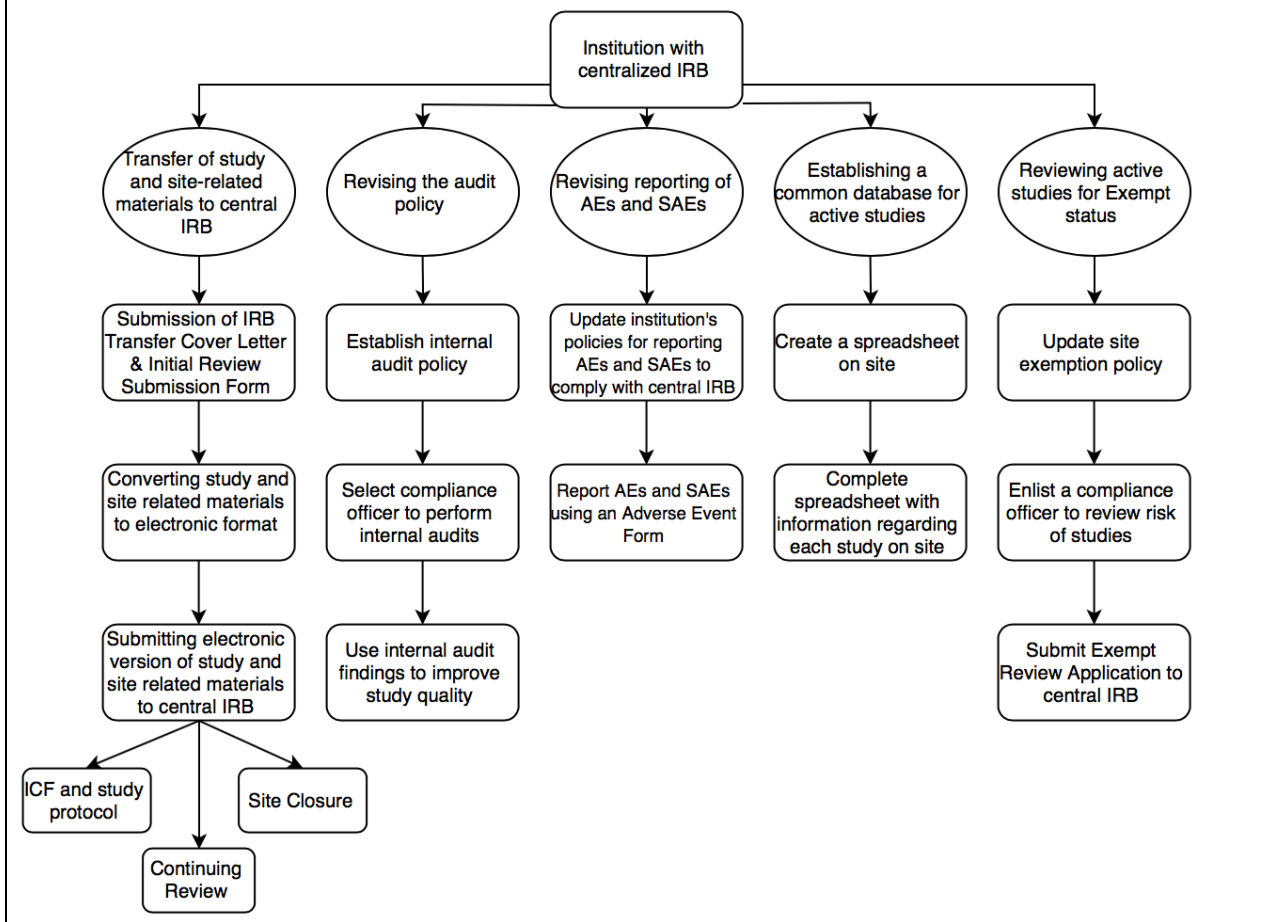 Institution with
centralized IRB
Transfer of study
and site-related
materials to central
IRB
Revising the audit
policy
Revising reporting of
AEs and SAEs
Establishing a
common database for
active studies
Reviewing active
studies for Exempt
status
Submission of IRB
Transfer Cover Letter
& Initial Review
Submission Form
Establish internal
audit policy
Update institution's
policies for reporting
AEs and SAEs to
comply with central IRB
Create a spreadsheet
on site
Update site
exemption policy
Converting study and
site related materials
to electronic format
Select compliance
officer to perform
internal audits
Report AEs and SAEs
using an Adverse Event
Form
Complete
spreadsheet with
information regarding
each study on site
Enlist a compliance
officer to review risk
of studies
Submitting electronic
version of study and
site related materials
to central IRB
Use internal audit
findings to improve
study quality
Submit Exempt
Review Application to
central IRB
ICF and study
protocol
Site Closure
Continuing
Review